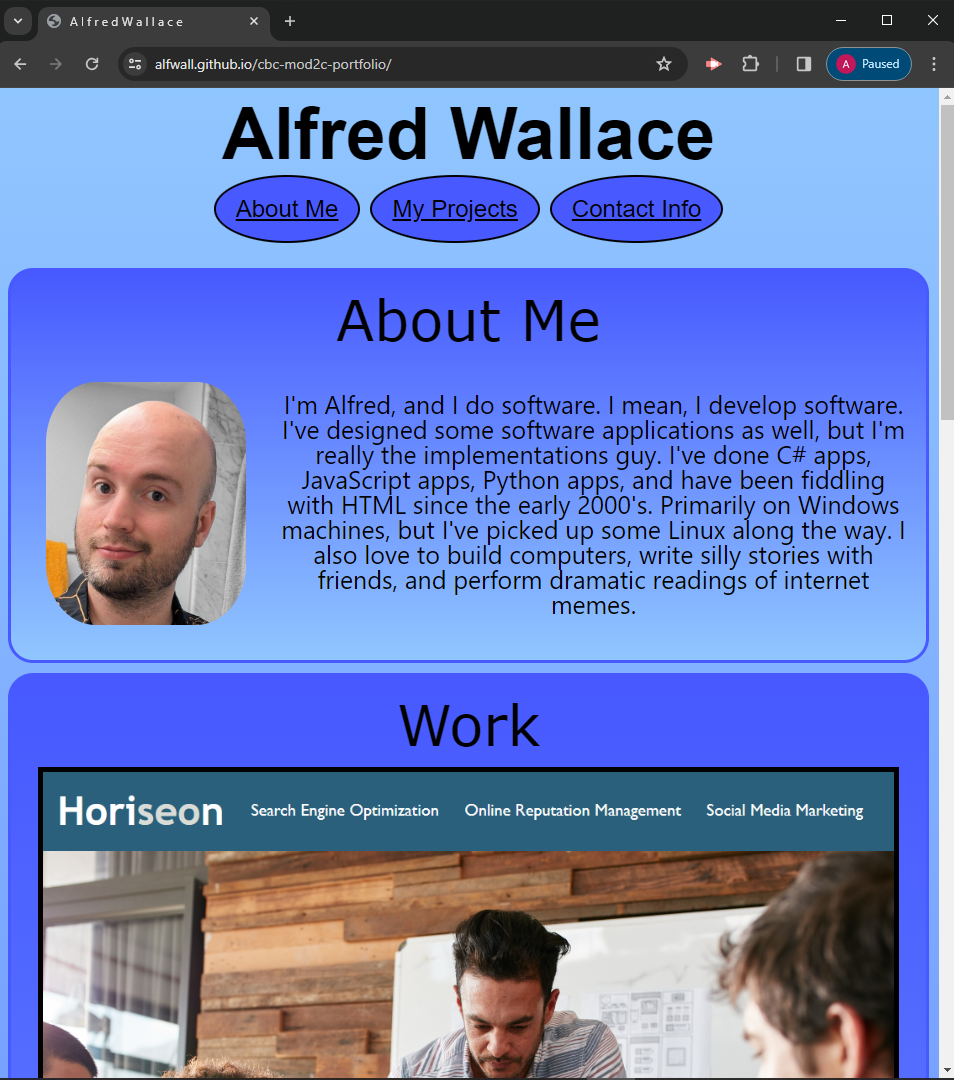 A l f r e d W a l l a c e
alfwall.github.io/cbc-mod2c-portfolio/
A
Paused
Alfred Wallace
About Me
My Projects
Contact Info
About Me
I'm Alfred, and I do software. I mean, I develop software.
I've designed some software applications as well, but I'm
really the implementations guy. I've done C# apps,
JavaScript apps, Python apps, and have been fiddling
with HTML since the early 2000's. Primarily on Windows
machines, but I've picked up some Linux along the way. I
also love to build computers, write silly stories with
friends, and perform dramatic readings of internet
memes.
Work
Horiseon
Search Engine Optimization
Online Reputation Management
Social Media Marketing